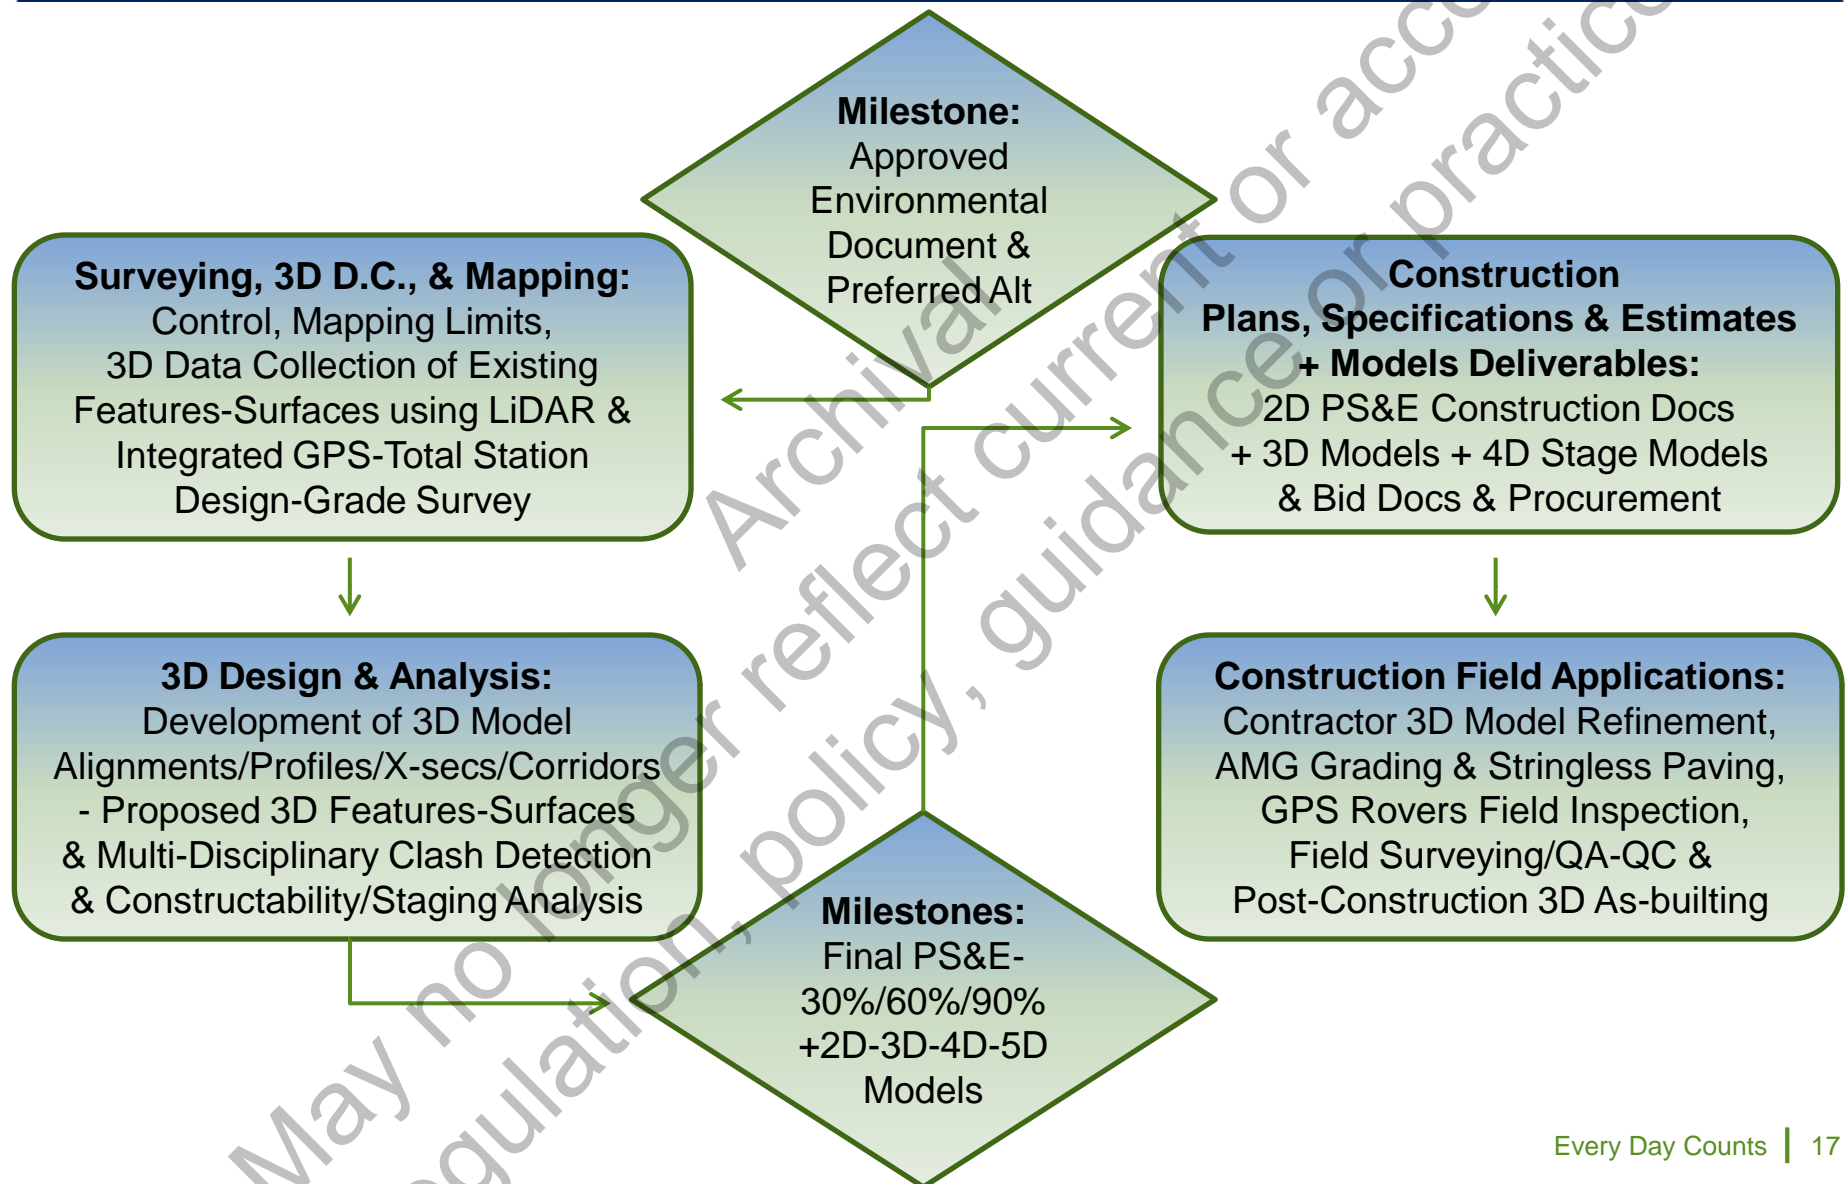 Milestone:
Approved
Environmental
Document &
Preferred Alt
Surveying, 3D D.C., & Mapping:
Control, Mapping Limits,
3D Data Collection of Existing
Features-Surfaces using LiDAR &
Integrated GPS-Total Station
Design-Grade Survey
3D Design & Analysis:
Development of 3D Model
Alignments/Profiles/X-secs/Corridors
- Proposed 3D Features-Surfaces
& Multi-Disciplinary Clash Detection
& Constructability/Staging Analysis
Milestones:
Final PS&E-
30%/60%/90%
+2D-3D-4D-5D
Models
Construction
Plans, Specifications & Estimates
+ Models Deliverables:
2D PS&E Construction Docs
+ 3D Models + 4D Stage Models
& Bid Docs & Procurement
Construction Field Applications:
Contractor 3D Model Refinement,
AMG Grading & Stringless Paving,
GPS Rovers Field Inspection,
Field Surveying/QA-QC &
Post-Construction 3D As-building
Archival
May no longer reflect current or
regulation, policy, guidance or practice
Every Day Counts | 17